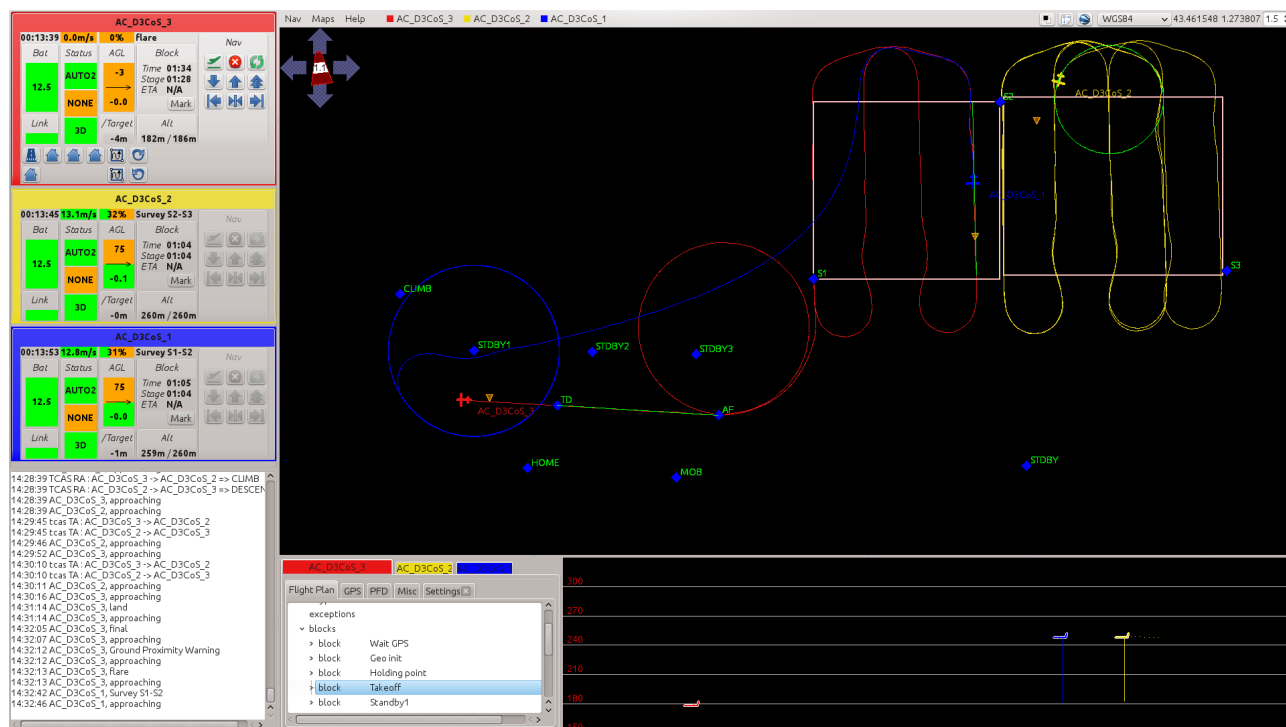 Nav Maps Help AC_D3CoS_3 AC_D3CoS_2 AC_D3CoS_1 WGS84 43.461548 1.273807 1.5
AC_D3CoS_3
00:13:39 0.0m/s 0% flare
Nav
Bat Status AGL Block
12.5 AUTO2 -3 Time 01:34
Stage 01:28
ETA N/A
NONE -0.0 Mark
Link 3D /Target Alt
-4m 182m / 186m
AC_D3CoS_2
00:13:45 13.1m/s 32% Survey S2-S3
Nav
Bat Status AGL Block
12.5 AUTO2 75 Time 01:04
Stage 01:04
ETA N/A
NONE -0.1 Mark
Link 3D /Target Alt
-0m 260m / 260m
AC_D3CoS_1
00:13:53 12.8m/s 31% Survey S1-S2
Nav
Bat Status AGL Block
12.5 AUTO2 75 Time 01:05
Stage 01:04
ETA N/A
NONE -0.0 Mark
Link 3D /Target Alt
-1m 259m / 260m
14:28:39 TCAS RA : AC_D3CoS_3 -> AC_D3CoS_2 => CLIMB
14:28:39 TCAS RA : AC_D3CoS_2 -> AC_D3CoS_3 => DESCEN
14:28:39 AC_D3CoS_3, approaching
14:28:39 AC_D3CoS_2, approaching
14:29:45 tcas TA : AC_D3CoS_3 -> AC_D3CoS_2
14:29:45 tcas TA : AC_D3CoS_2 -> AC_D3CoS_3
14:29:46 AC_D3CoS_2, approaching
14:29:52 AC_D3CoS_3, approaching
14:30:10 tcas TA : AC_D3CoS_3 -> AC_D3CoS_2
14:30:10 tcas TA : AC_D3CoS_2 -> AC_D3CoS_3
14:30:11 AC_D3CoS_2, approaching
14:30:16 AC_D3CoS_3, approaching
14:31:14 AC_D3CoS_3, land
14:31:14 AC_D3CoS_3, approaching
14:32:05 AC_D3CoS_3, final
14:32:07 AC_D3CoS_3, approaching
14:32:12 AC_D3CoS_3, Ground Proximity Warning
14:32:12 AC_D3CoS_3, approaching
14:32:13 AC_D3CoS_3, flare
14:32:13 AC_D3CoS_3, approaching
14:32:42 AC_D3CoS_1, Survey S1-S2
14:32:46 AC_D3CoS_1, approaching
1.1
AC_D3CoS_2
S2
AC_D3CoS_1
S1
S3
CLIMB
STDBY1
STDBY2
STDBY3
AC_D3CoS_3
TD
AF
HOME
MOB
STDBY
AC_D3CoS_3 AC_D3CoS_2
Flight Plan GPS PFD Misc Settings
exceptions
blocks
block Wait GPS
block Geo init
block Holding point
block Takeoff
block Standby1
300
270
240
210
180
150